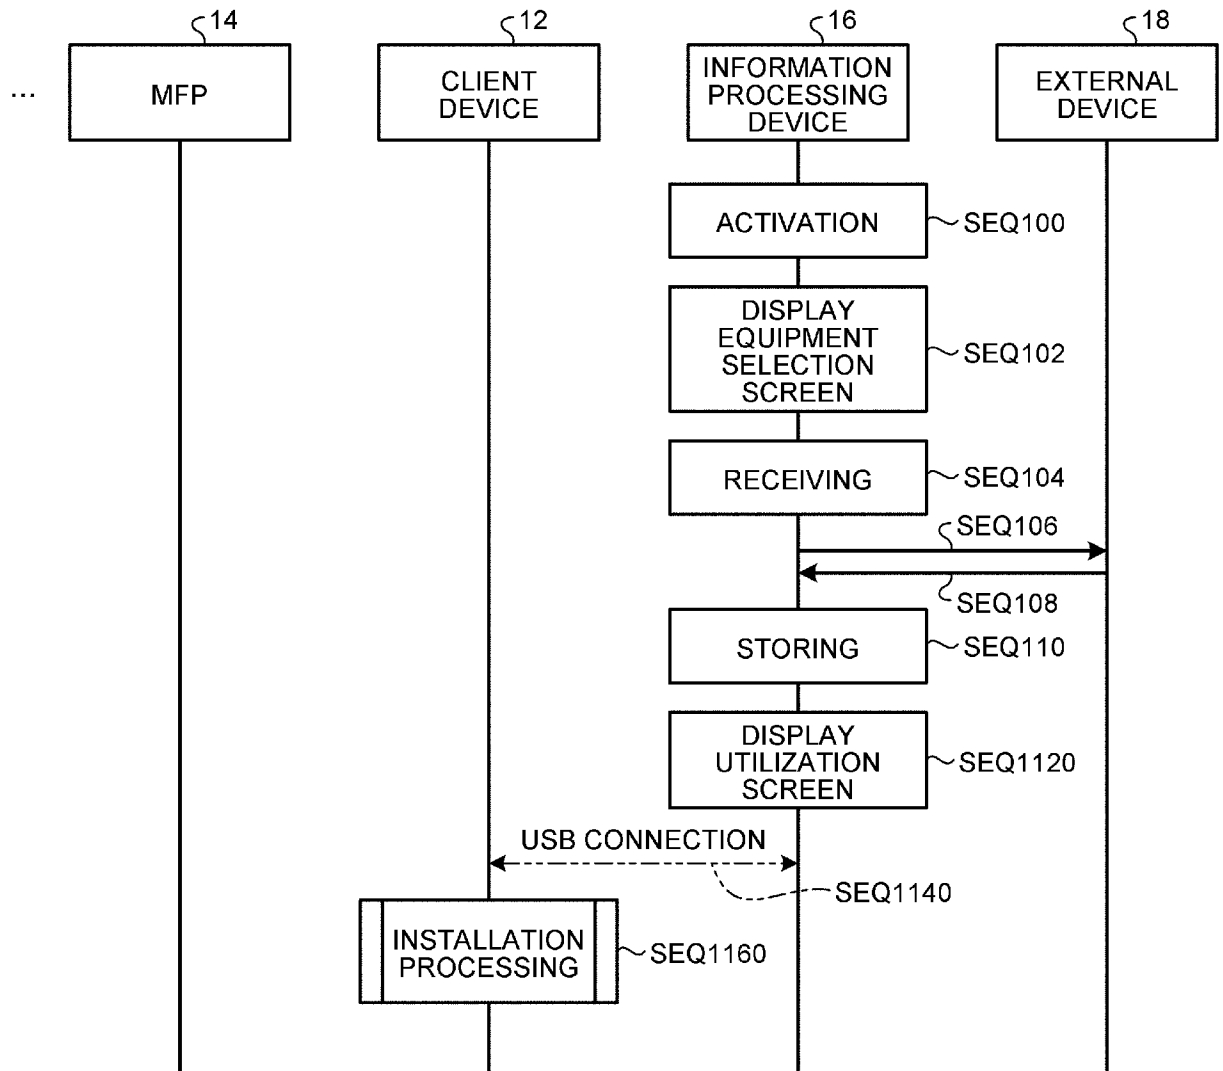 14
12
16
18
...
MFP
CLIENT
DEVICE
INFORMATION
PROCESSING
DEVICE
EXTERNAL
DEVICE
ACTIVATION
SEQ100
DISPLAY
EQUIPMENT
SELECTION
SCREEN
SEQ102
RECEIVING
SEQ104
SEQ106
SEQ108
STORING
SEQ110
DISPLAY
UTILIZATION
SCREEN
SEQ1120
USB CONNECTION
SEQ1140
INSTALLATION
PROCESSING
SEQ1160